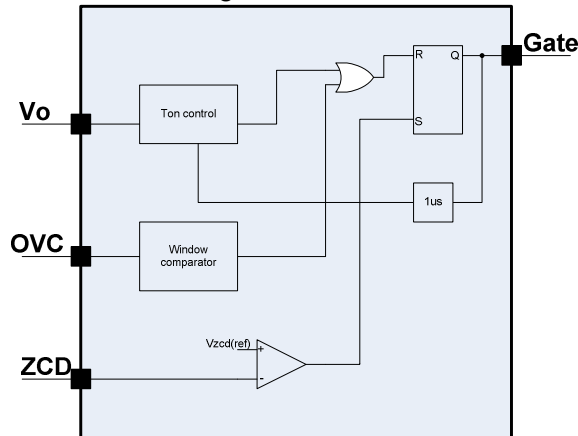 Gate
R Q
Vo
Ton control
S
1us
OVC
Window
comparator
Vzcd(ref)
+
ZCD
-